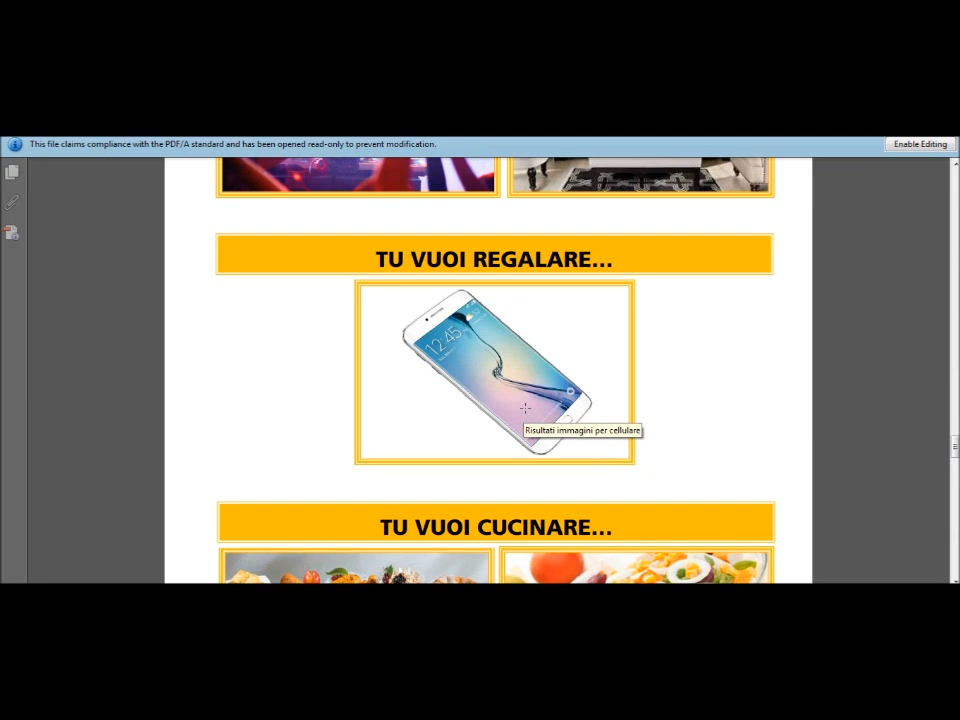 This file claims compliance with the PDF/A standard and has been opened read-only to prevent modification.
Enable Editing
TU VUOI REGALARE...
12:45
Risultati immagini per cellulare
TU VUOI CUCINARE...